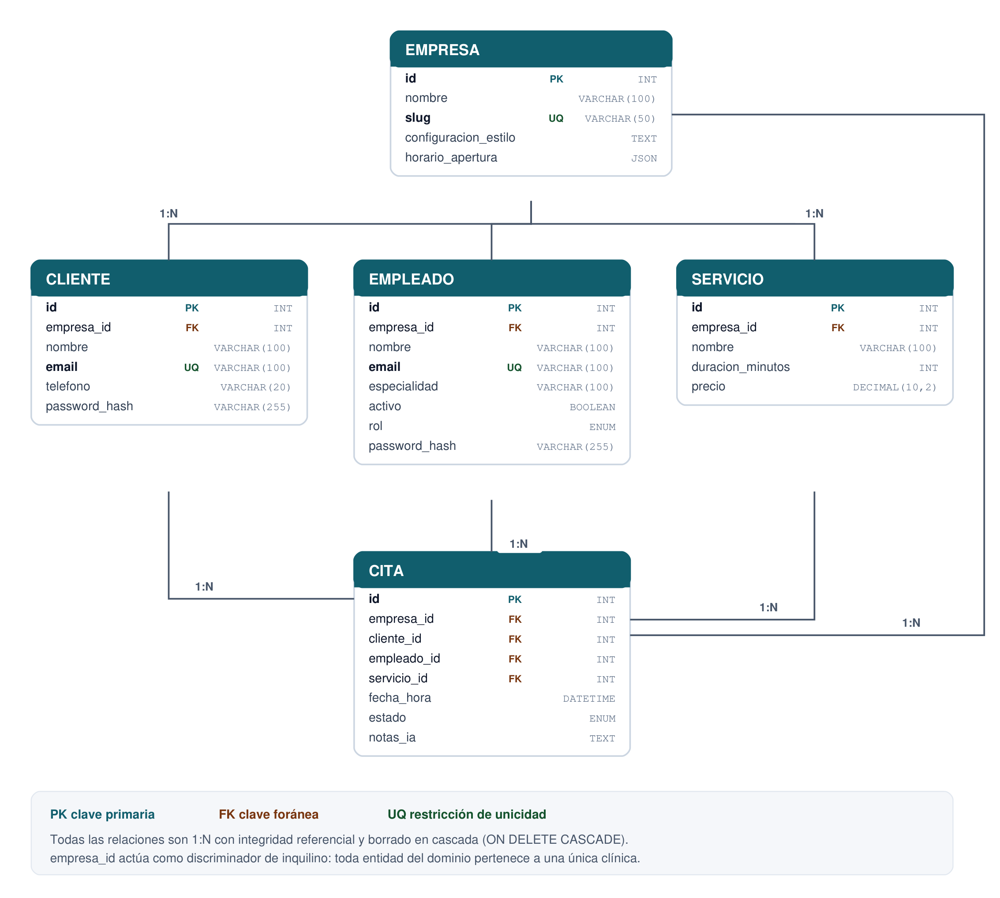 EMPRESA
id PK INT
nombre VARCHAR(100)
slug UQ VARCHAR(50)
configuracion_estilo TEXT
horario_apertura JSON
1:N 1:N
CLIENTE
id PK INT
empresa_id FK INT
nombre VARCHAR(100)
email UQ VARCHAR(100)
telefono VARCHAR(20)
password_hash VARCHAR(255)
EMPLEADO
id PK INT
empresa_id FK INT
nombre VARCHAR(100)
email UQ VARCHAR(100)
especialidad VARCHAR(100)
activo BOOLEAN
rol ENUM
password_hash VARCHAR(255)
SERVICIO
id PK INT
empresa_id FK INT
nombre VARCHAR(100)
duracion_minutos INT
precio DECIMAL(10,2)
1:N
1:N
1:N
1:N
CITA
id PK INT
empresa_id FK INT
cliente_id FK INT
empleado_id FK INT
servicio_id FK INT
fecha_hora DATETIME
estado ENUM
notas_ia TEXT
PK clave primaria FK clave foránea UQ restricción de unicidad
Todas las relaciones son 1:N con integridad referencial y borrado en cascada (ON DELETE CASCADE).
empresa_id actúa como discriminador de inquilino: toda entidad del dominio pertenece a una única clínica.